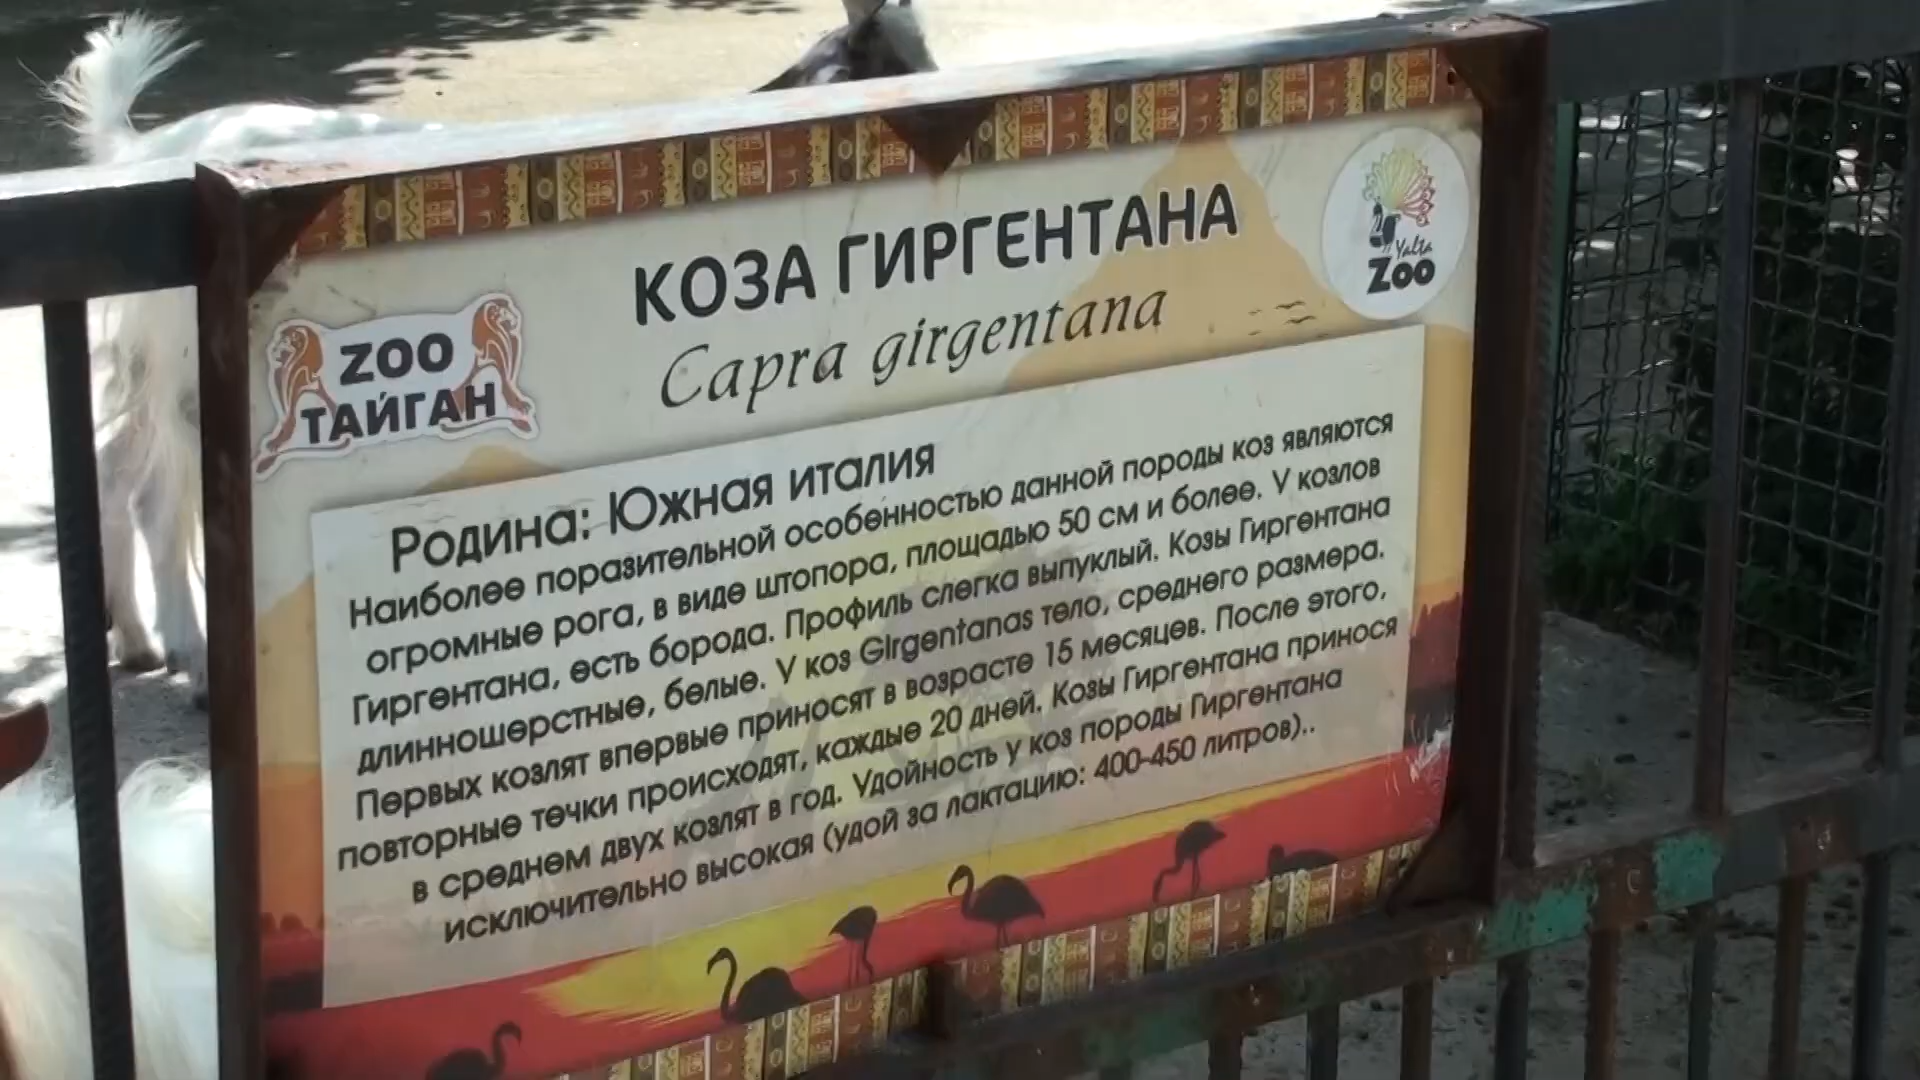 КОЗА ГИРГЕНТАНА
Capra girgentana
ZOO
ТАЙГАН
Yalta
Zoo
Родина: Южная италия
Наиболее поразительной особенностью данной породы коз являются
огромные рога, в виде штопора, площадью 50 см и более. У козлов
Гиргентана, есть борода. Профиль слегка выпуклый. Козы Гиргентана
длинношерстные, белые. У коз Girgentanas тело, среднего размера.
Первых козлят впервые приносят в возрасте 15 месяцев. После этого,
повторные течки происходят, каждые 20 дней. Козы Гиргентана принося
в среднем двух козлят в год. Удойность у коз породы Гиргентана
исключительно высокая (удой за лактацию: 400-450 литров)..